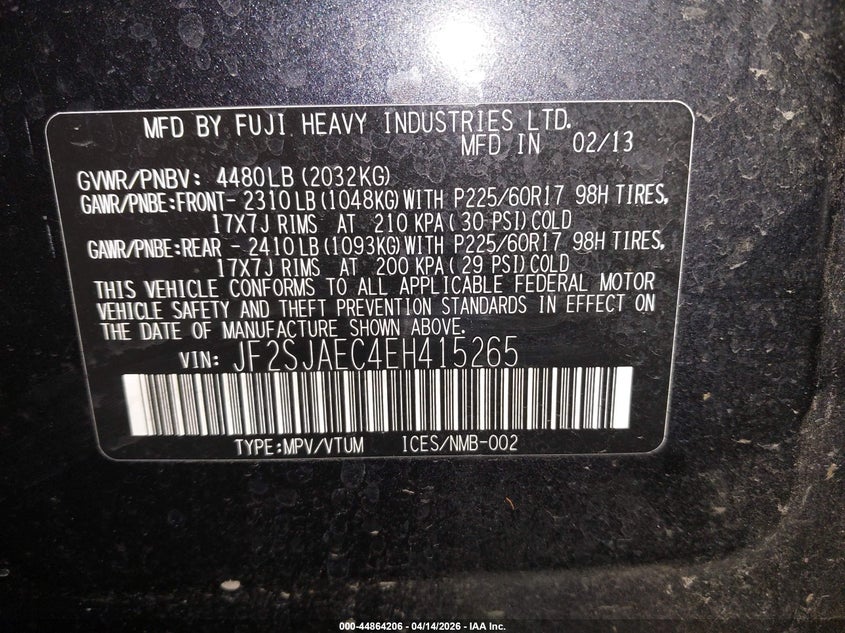 MFD BY FUJI HEAVY INDUSTRIES LTD.
MFD IN 02/13
GVWR/PNBV: 4480LB (2032KG)
GAWR/PNBE:FRONT- 2310LB (1048KG) WITH P225/60R17 98H TIRES,
17X7J RIMS AT 210 KPA (30 PSI) COLD
GAWR/PNBE:REAR - 2410LB (1093KG) WITH P225/60R17 98H TIRES,
17X7J RIMS AT 200 KPA (29 PSI) COLD
THIS VEHICLE CONFORMS TO ALL APPLICABLE FEDERAL MOTOR
VEHICLE SAFETY AND THEFT PREVENTION STANDARDS IN EFFECT ON
THE DATE OF MANUFACTURE SHOWN ABOVE.
VIN: JF2SJAEC4EH415265
TYPE:MPV/VTUM ICES/NMB-002
000-44864206 - 04/14/2026 - IAA Inc.